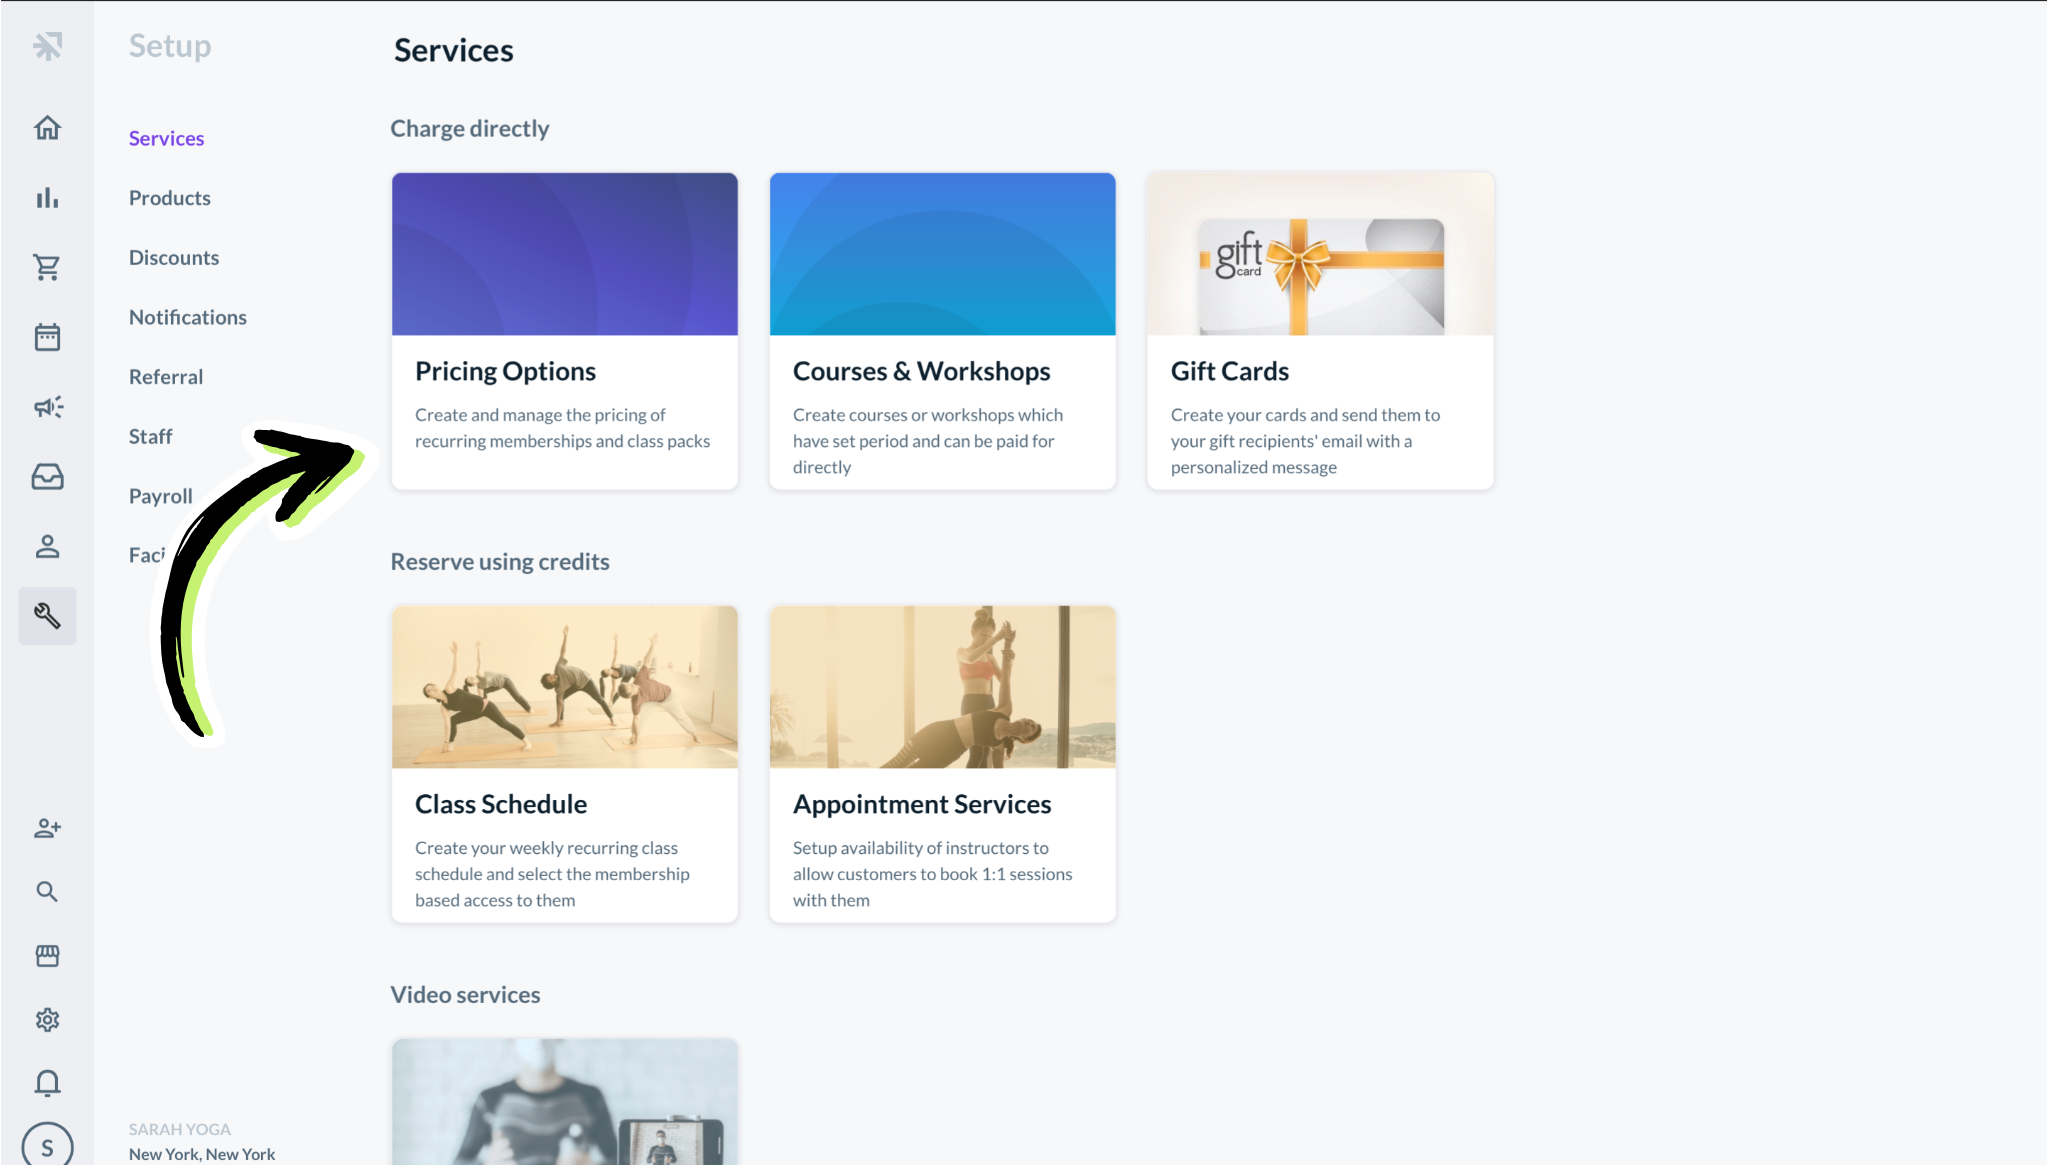 Setup
Services
Products
Discounts
Notifications
Referral
Staff
Payroll
SARAH YOGA
New York, New York
S
Services
Charge directly
gift
card
Pricing Options
Create and manage the pricing of
recurring memberships and class packs
Courses & Workshops
Create courses or workshops which
have set period and can be paid for
directly
Gift Cards
Create your cards and send them to
your gift recipients' email with a
personalized message
Reserve using credits
Class Schedule
Create your weekly recurring class
schedule and select the membership
based access to them
Appointment Services
Setup availability of instructors to
allow customers to book 1:1 sessions
with them
Video services